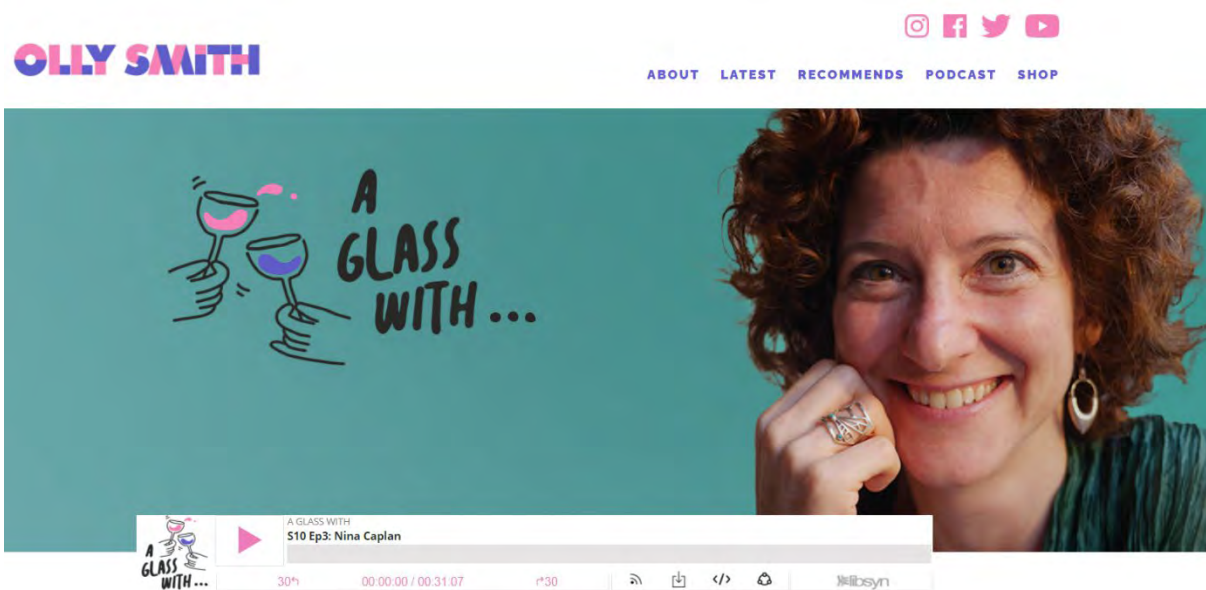 OLLY SMITH
ABOUT LATEST RECOMMENDS PODCAST SHOP
A
GLASS
WITH...
A GLASS WITH
S10 Ep3: Nina Caplan
A
GLASS
WITH...
30 00:00:00 / 00:31:07 30 </> libsyn